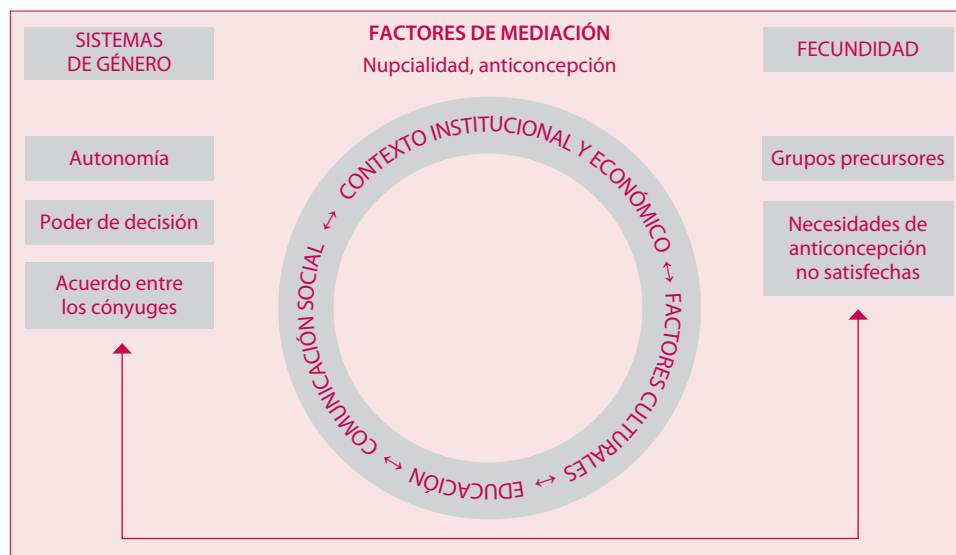 SISTEMAS
DE GÉNERO
Autonomía
Poder de decisión
Acuerdo entre
los cónyuges
FACTORES DE MEDIACIÓN
Nupcialidad, anticoncepción
CONTEXTO INSTITUCIONAL Y ECONÓMICO ↔ FACTORES CULTURALES ↔ EDUCACIÓN ↔ COMUNICACIÓN SOCIAL ↔
FECUNDIDAD
Grupos precursores
Necesidades de
anticoncepción
no satisfechas